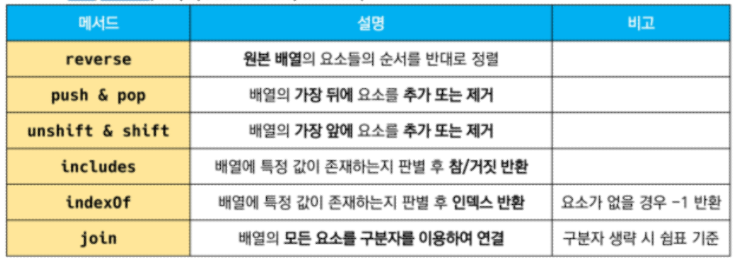 메서드 설명 비고
reverse 원본 배열의 요소들의 순서를 반대로 정렬
push & pop 배열의 가장 뒤에 요소를 추가 또는 제거
unshift & shift 배열의 가장 앞에 요소를 추가 또는 제거
includes 배열에 특정 값이 존재하는지 판별 후 참/거짓 반환
indexOf 배열에 특정 값이 존재하는지 판별 후 인덱스 반환 요소가 없을 경우 -1 반환
join 배열의 모든 요소를 구분자를 이용하여 연결 구분자 생략 시 쉼표 기준